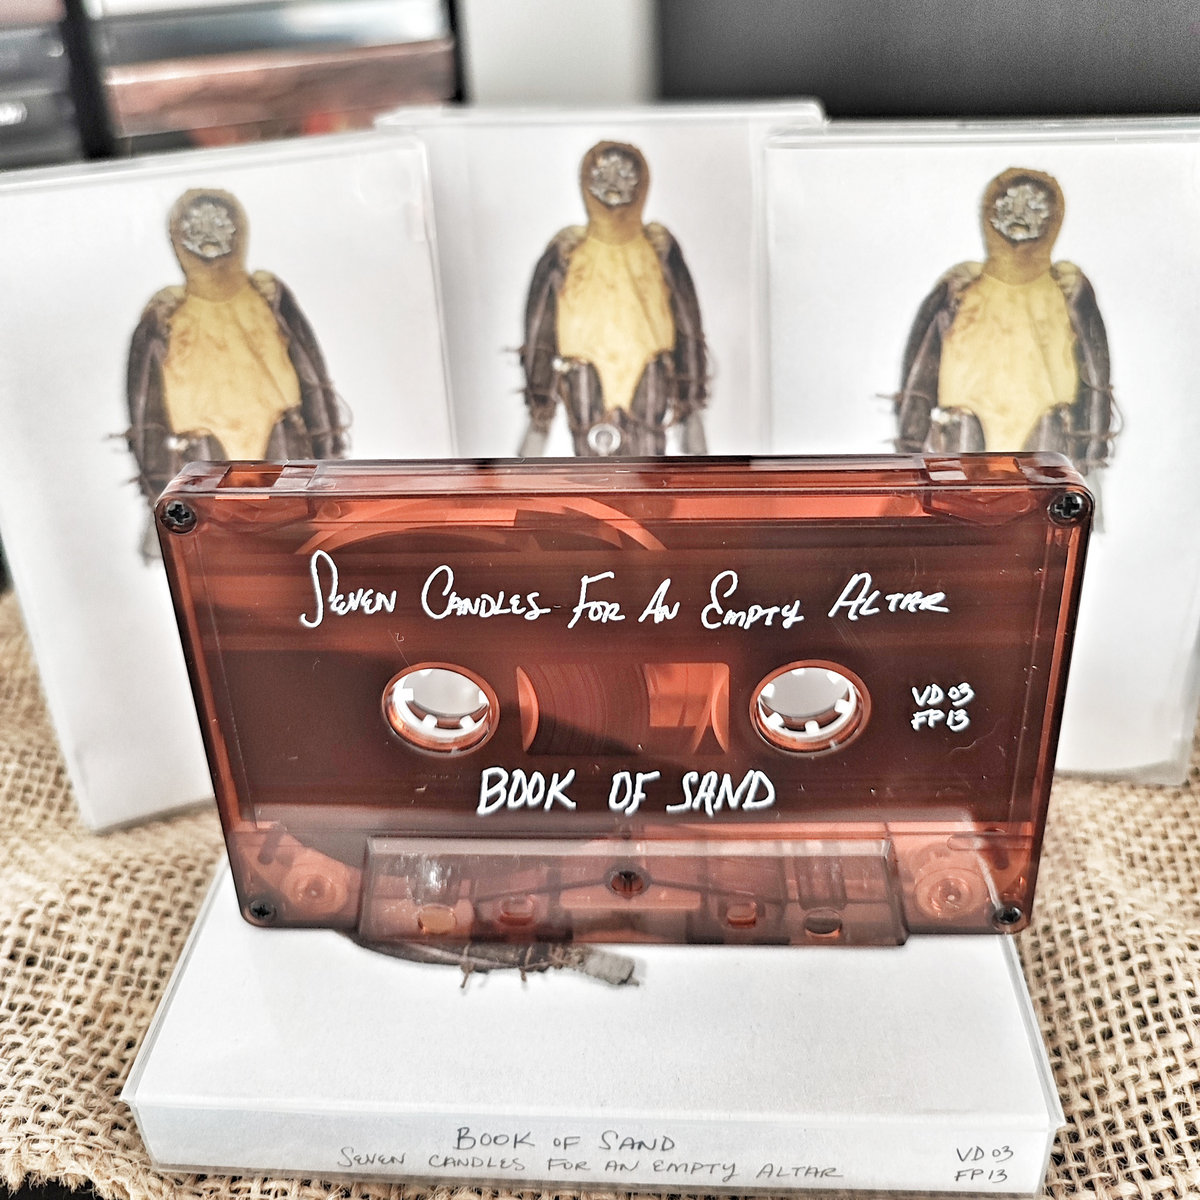 Seven Candles For An Empty Altar
VD 03
FP 13
BOOK OF SAND
BOOK OF SAND
SEVEN CANDLES FOR AN EMPTY ALTAR
VD 03
FP 13